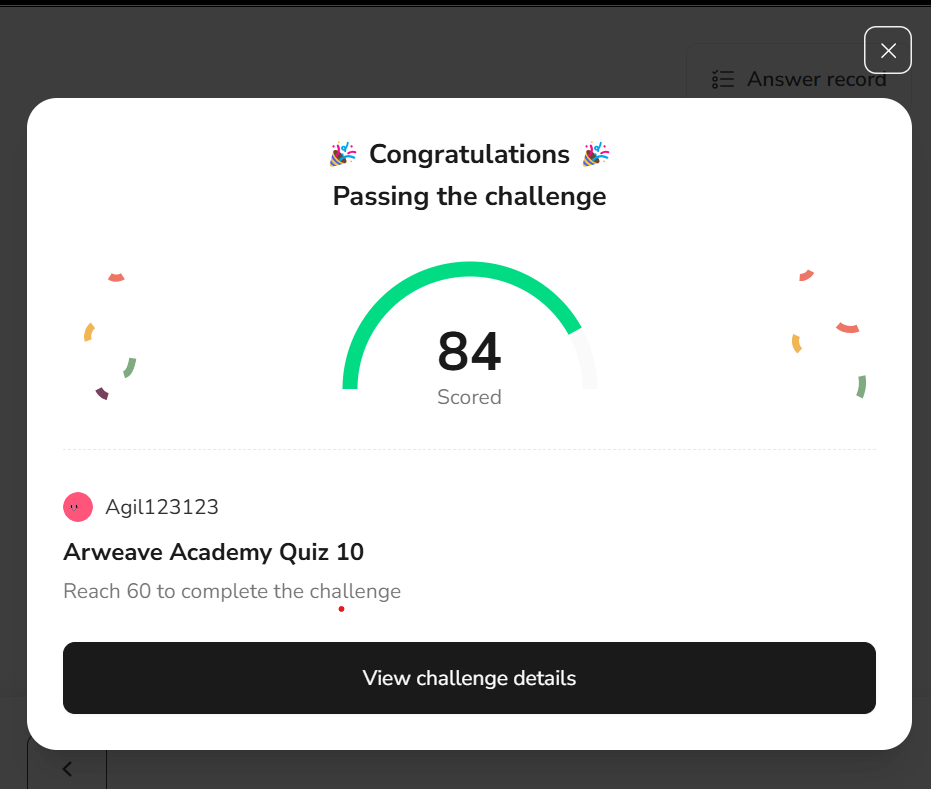 Answer record
🎉 Congratulations 🎉
Passing the challenge
84
Scored
Agil123123
Arweave Academy Quiz 10
Reach 60 to complete the challenge
View challenge details